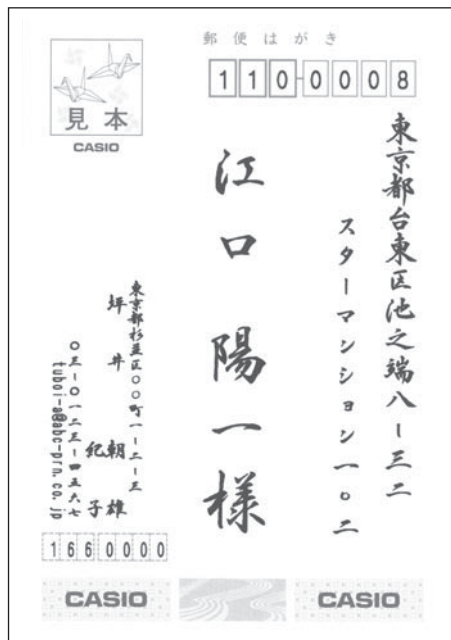 郵便はがき
110-0008
東京都台東区池之端八ー三二
スターマンション一〇二
江口陽一様
見本
CASIO
東京都杉並区〇〇町一ー二ー三
坪井 朝雄
紀子
〇三ー〇一二三ー四五六七
tuboi-a@abc-prn.co.jp
1660000
CASIO
CASIO